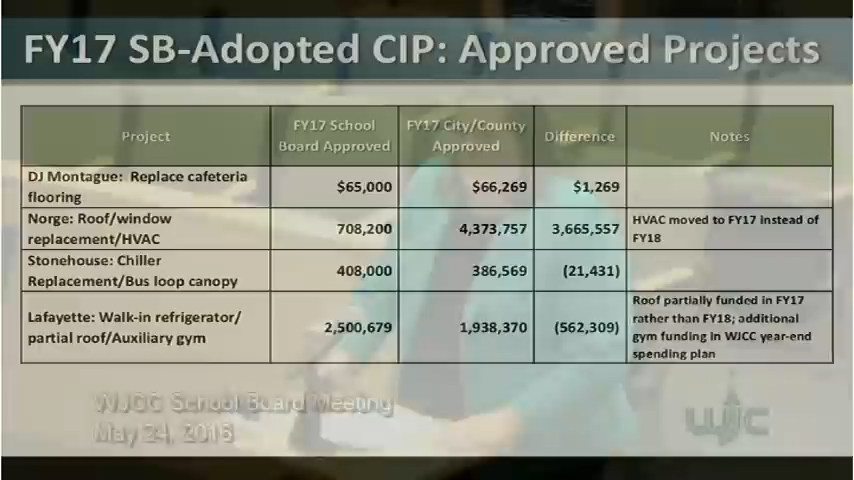 FY17 SB-Adopted CIP: Approved Projects
Project
FY17 School
Board Approved
FY17 City/County
Approved
Difference
Notes
DJ Montague: Replace cafeteria
flooring
$65,000
$66,269
$1,269
Norge: Roof/window
replacement/HVAC
708,200
4,373,757
3,665,557
HVAC moved to FY17 instead of
FY18
Stonehouse: Chiller
Replacement/Bus loop canopy
408,000
386,569
(21,431)
Lafayette: Walk-in refrigerator/
partial roof/Auxiliary gym
2,500,679
1,938,370
(562,309)
Roof partially funded in FY17
rather than FY18; additional
gym funding in WJCC year-end
spending plan
WJCC School Board Meeting
May 24, 2016